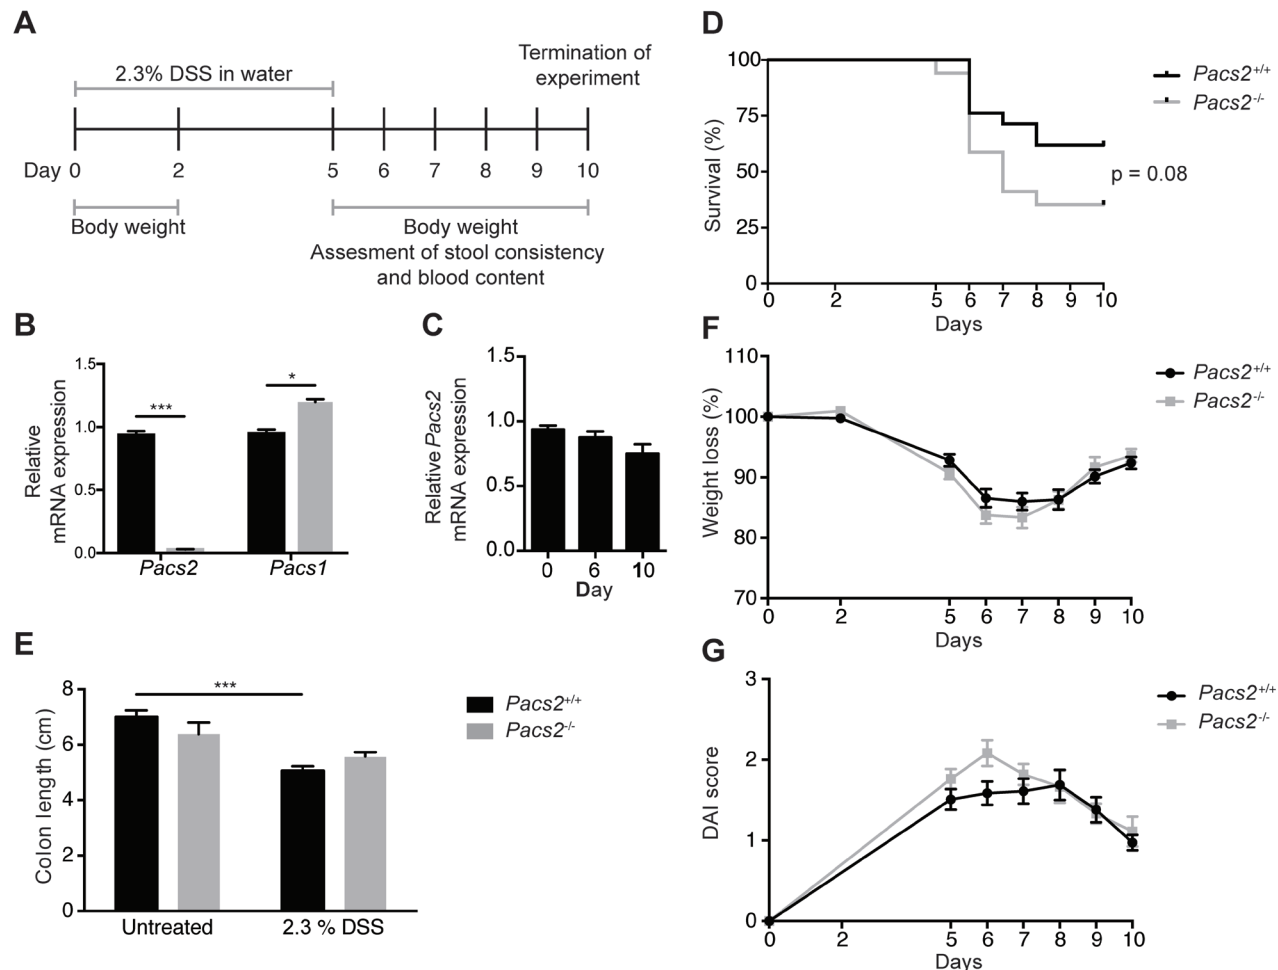 A
Termination of
experiment
2.3% DSS in water
Day 0 2 5 6 7 8 9 10
Body weight
Body weight
Assesment of stool consistency
and blood content
D
Survival (%)
100
75
50
25
0
0 2 5 6 7 8 9 10
Days
Pacs2+/+
Pacs2-/-
p = 0.08
B
Relative
mRNA expression
1.5
1.0
0.5
0.0
***
*
Pacs2 Pacs1
C
Relative Pacs2
mRNA expression
1.5
1.0
0.5
0.0
0 6 10
Day
F
Weight loss (%)
110
100
90
80
70
0 2 5 6 7 8 9 10
Days
Pacs2+/+
Pacs2-/-
E
Colon length (cm)
8
6
4
2
0
***
Untreated 2.3 % DSS
Pacs2+/+
Pacs2-/-
G
DAI score
3
2
1
0
0 2 5 6 7 8 9 10
Days
Pacs2+/+
Pacs2-/-